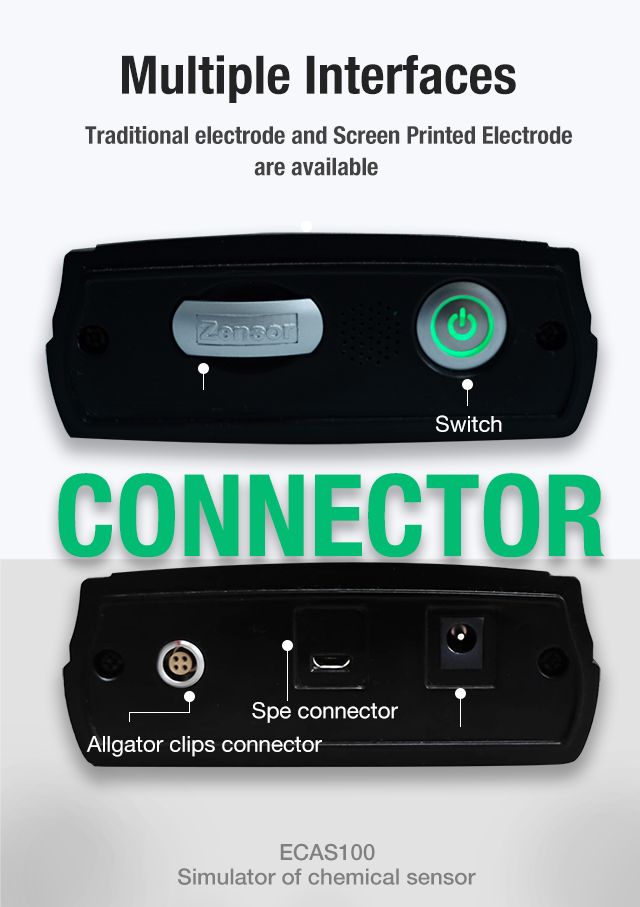 Multiple Interfaces
Traditional electrode and Screen Printed Electrode
are available
Zensor
Switch
CONNECTOR
Spe connector
Allgator clips connector
ECAS100
Simulator of chemical sensor